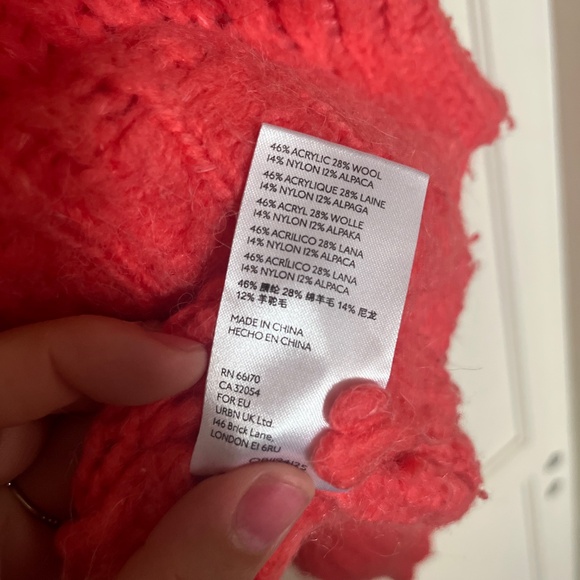 46% ACRYLIC 28% WOOL
14% NYLON 12% ALPACA
46% ACRYLIQUE 28% LAINE
14% NYLON 12% ALPAGA
46% ACRYL 28% WOLLE
14% NYLON 12% ALPAKA
46% ACRILICO 28% LANA
14% NYLON 12% ALPACA
46% ACRÍLICO 28% LANA
14% NYLON 12% ALPACA
46% 腈纶 28% 绵羊毛 14% 尼龙
12% 羊驼毛
MADE IN CHINA
HECHO EN CHINA
RN 66170
CA 32054
FOR EU
URBN UK Ltd
146 Brick Lane,
LONDON E1 6RU